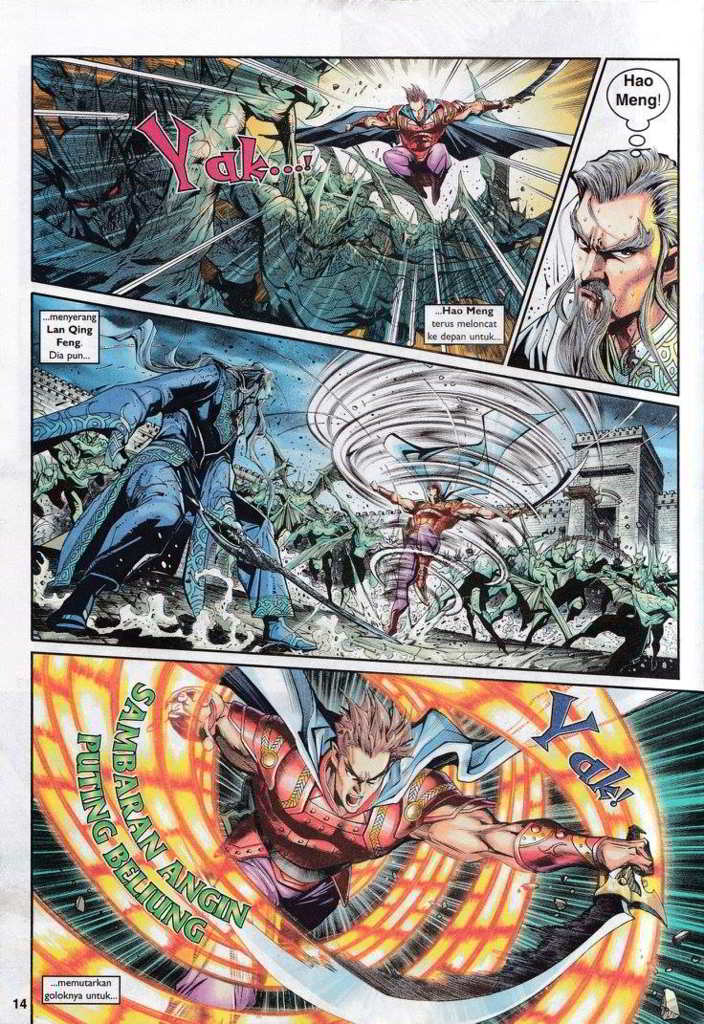 Yak...!
Hao
Meng!
...Hao Meng
terus meloncat
ke depan untuk...
...menyerang
Lan Qing
Feng.
Dia pun...
SAMBARAN ANGIN
PUTING BELIUNG
Yak!
...memutarkan
goloknya untuk...
14